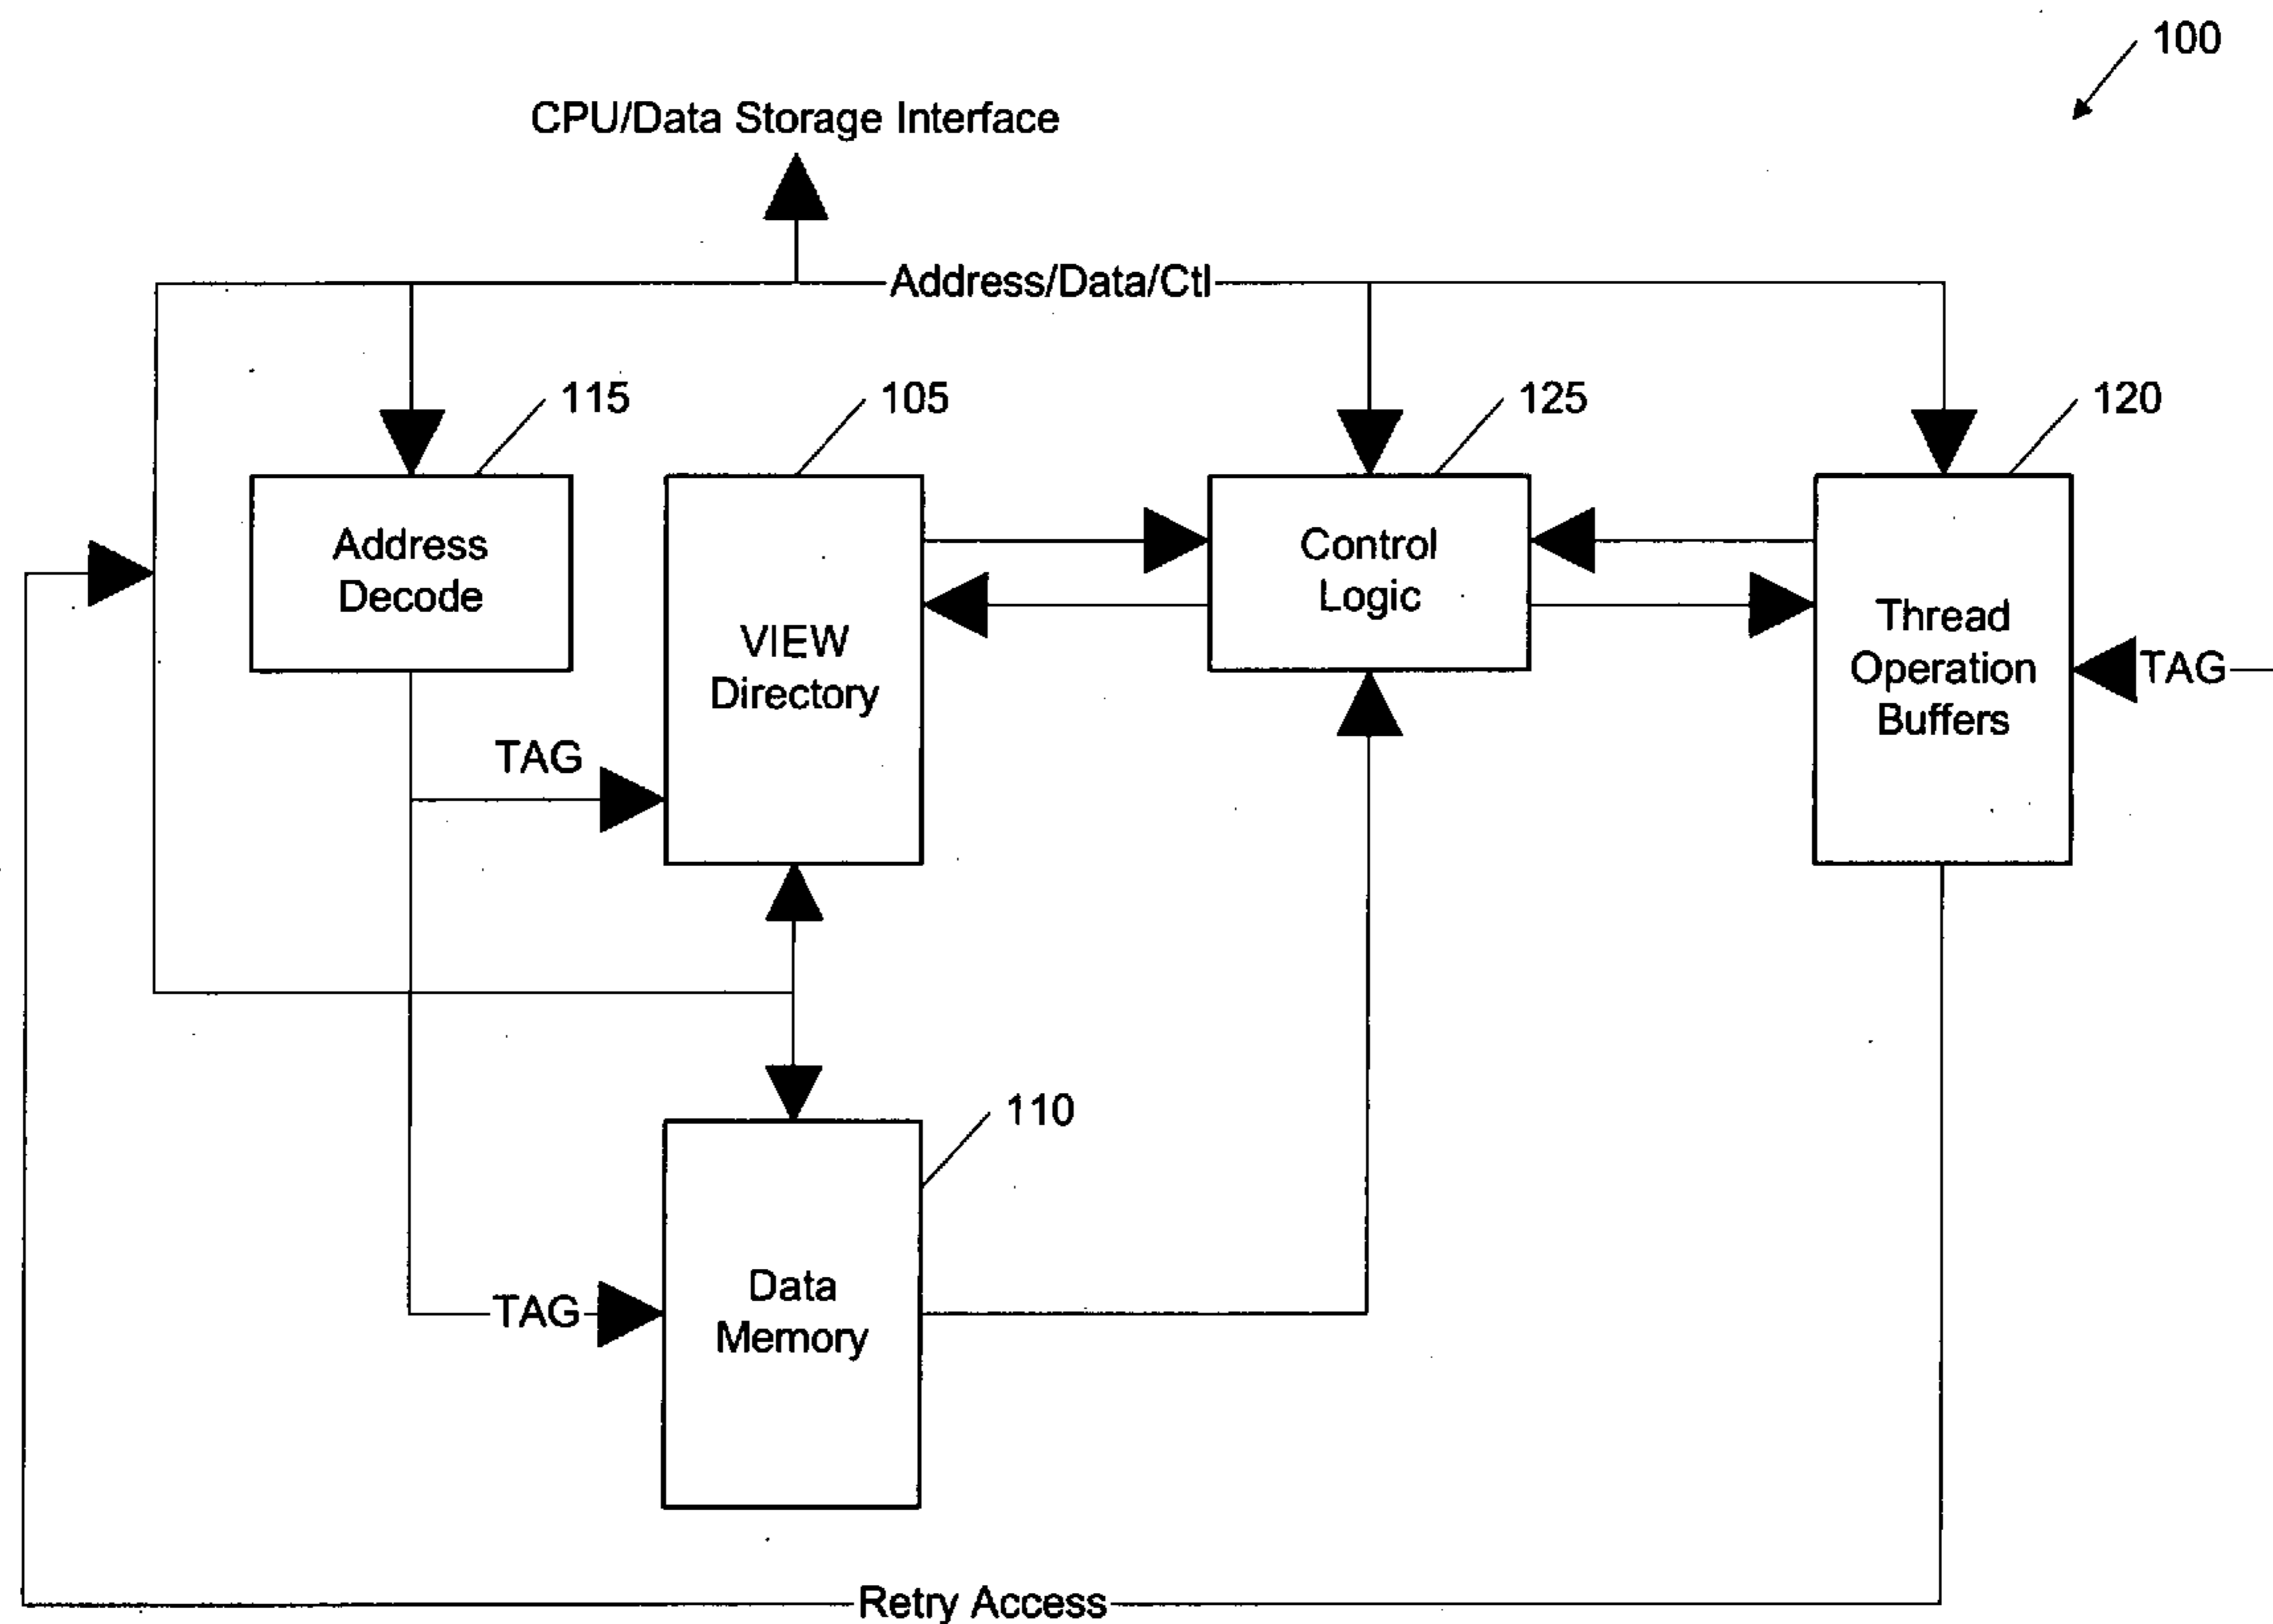 100
CPU/Data Storage Interface
Address/Data/Ctl
115
105
125
120
Address
Decode
VIEW
Directory
Control
Logic
Thread
Operation
Buffers
TAG
TAG
110
Data
Memory
TAG
Retry Access